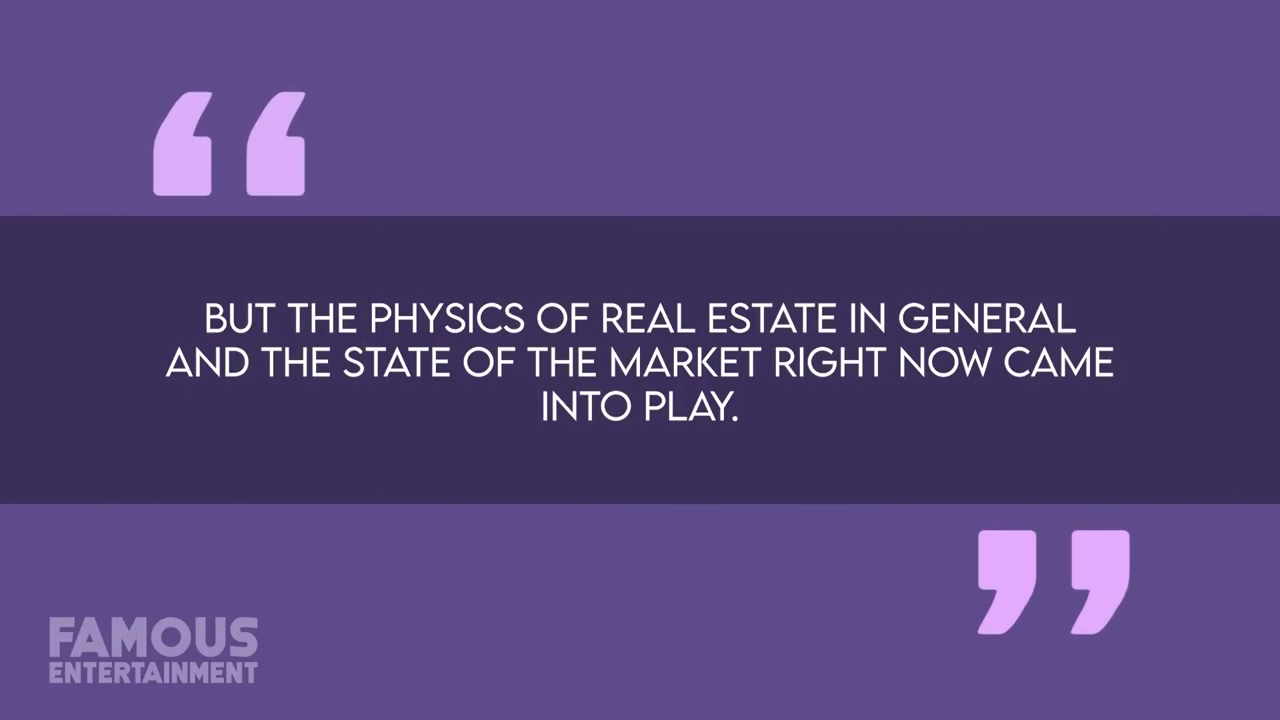 BUT THE PHYSICS OF REAL ESTATE IN GENERAL
AND THE STATE OF THE MARKET RIGHT NOW CAME
INTO PLAY.
FAMOUS
ENTERTAINMENT